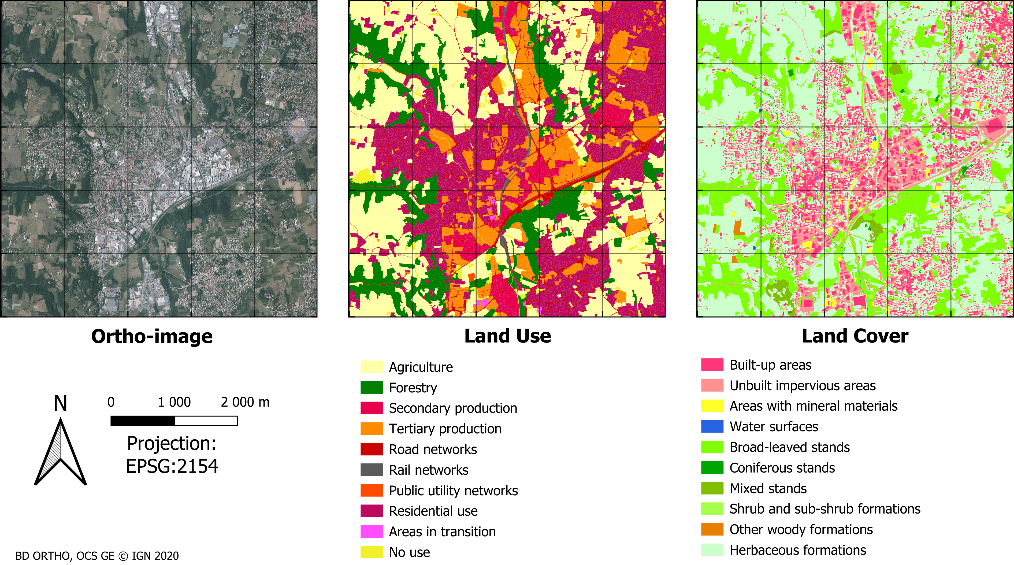 Ortho-image
Land Use
Land Cover
N
0 1 000 2 000 m
Projection:
EPSG:2154
Agriculture
Forestry
Secondary production
Tertiary production
Road networks
Rail networks
Public utility networks
Residential use
Areas in transition
No use
Built-up areas
Unbuilt impervious areas
Areas with mineral materials
Water surfaces
Broad-leaved stands
Coniferous stands
Mixed stands
Shrub and sub-shrub formations
Other woody formations
Herbaceous formations
BD ORTHO, OCS GE © IGN 2020